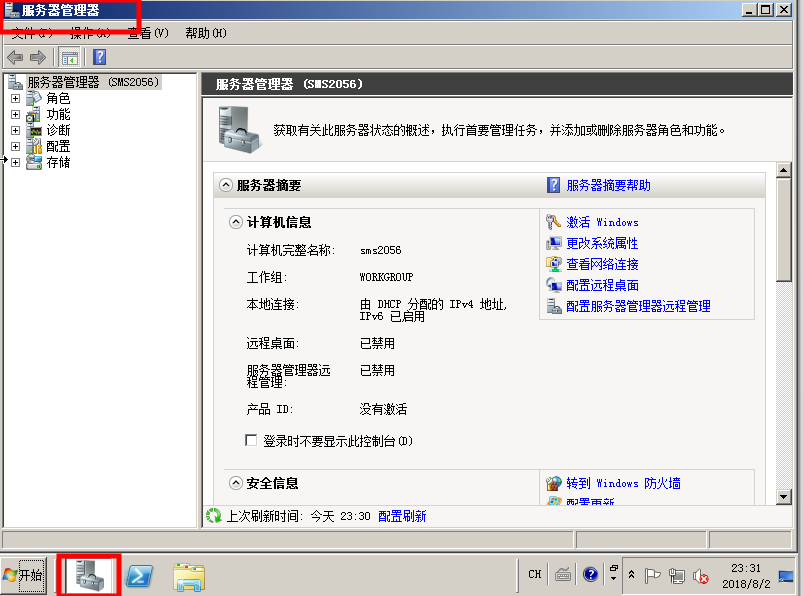 服务器管理器
文件(F) 操作(A) 查看(V) 帮助(H)
服务器管理器 (SMS2056)
角色
功能
诊断
配置
存储
服务器管理器 (SMS2056)
获取有关此服务器状态的概述，执行首要管理任务，并添加或删除服务器角色和功能。
服务器摘要
服务器摘要帮助
计算机信息
计算机完整名称: sms2056
工作组: WORKGROUP
本地连接: 由 DHCP 分配的 IPv4 地址,
IPv6 已启用
远程桌面: 已禁用
服务器管理器远 已禁用
程管理:
产品 ID: 没有激活
登录时不要显示此控制台(D)
激活 Windows
更改系统属性
查看网络连接
配置远程桌面
配置服务器管理器远程管理
安全信息
转到 Windows 防火墙
配置更新
上次刷新时间: 今天 23:30 配置刷新
开始
CH
23:31
2018/8/2